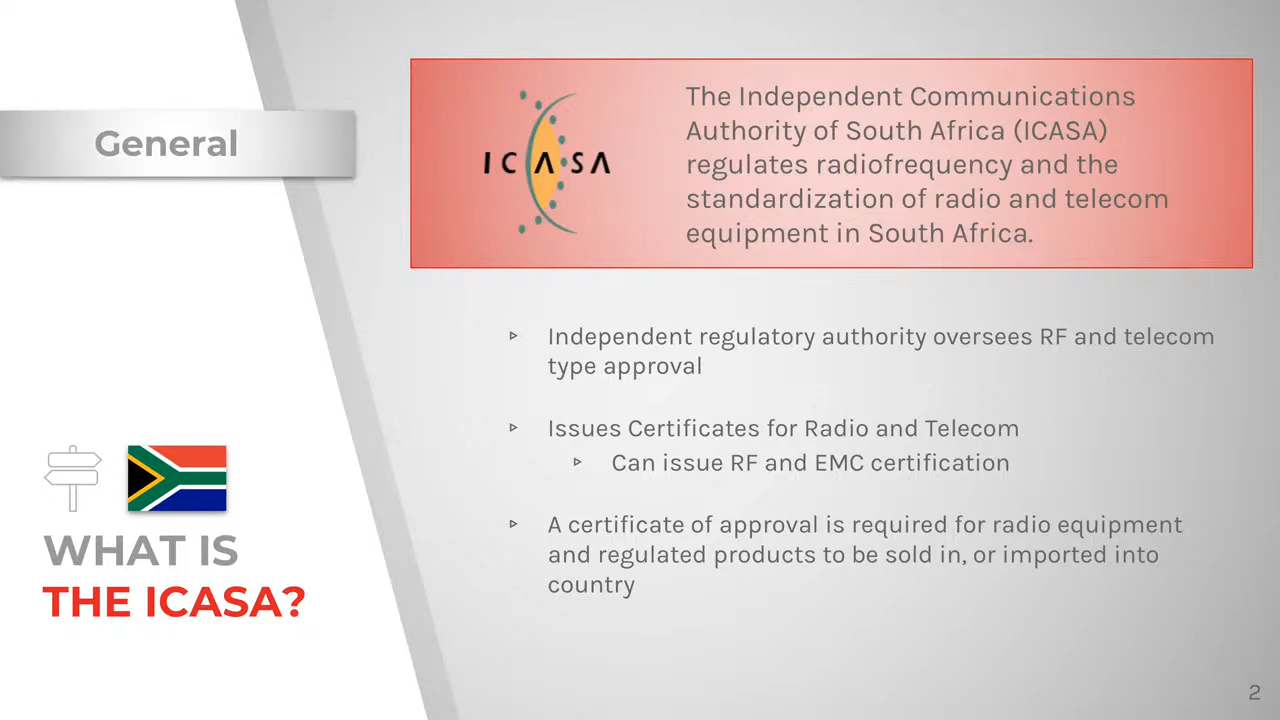 General
WHAT IS
THE ICASA?
ICASA
The Independent Communications
Authority of South Africa (ICASA)
regulates radiofrequency and the
standardization of radio and telecom
equipment in South Africa.
Independent regulatory authority oversees RF and telecom
type approval
Issues Certificates for Radio and Telecom
Can issue RF and EMC certification
A certificate of approval is required for radio equipment
and regulated products to be sold in, or imported into
country
2